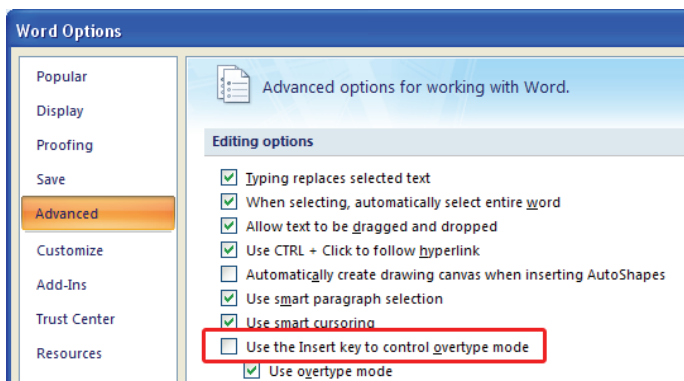 Word Options
Popular
Display
Proofing
Save
Advanced
Customize
Add-Ins
Trust Center
Resources
Advanced options for working with Word.
Editing options
Typing replaces selected text
When selecting, automatically select entire word
Allow text to be dragged and dropped
Use CTRL + Click to follow hyperlink
Automatically create drawing canvas when inserting AutoShapes
Use smart paragraph selection
Use smart cursoring
Use the Insert key to control overtype mode
Use overtype mode